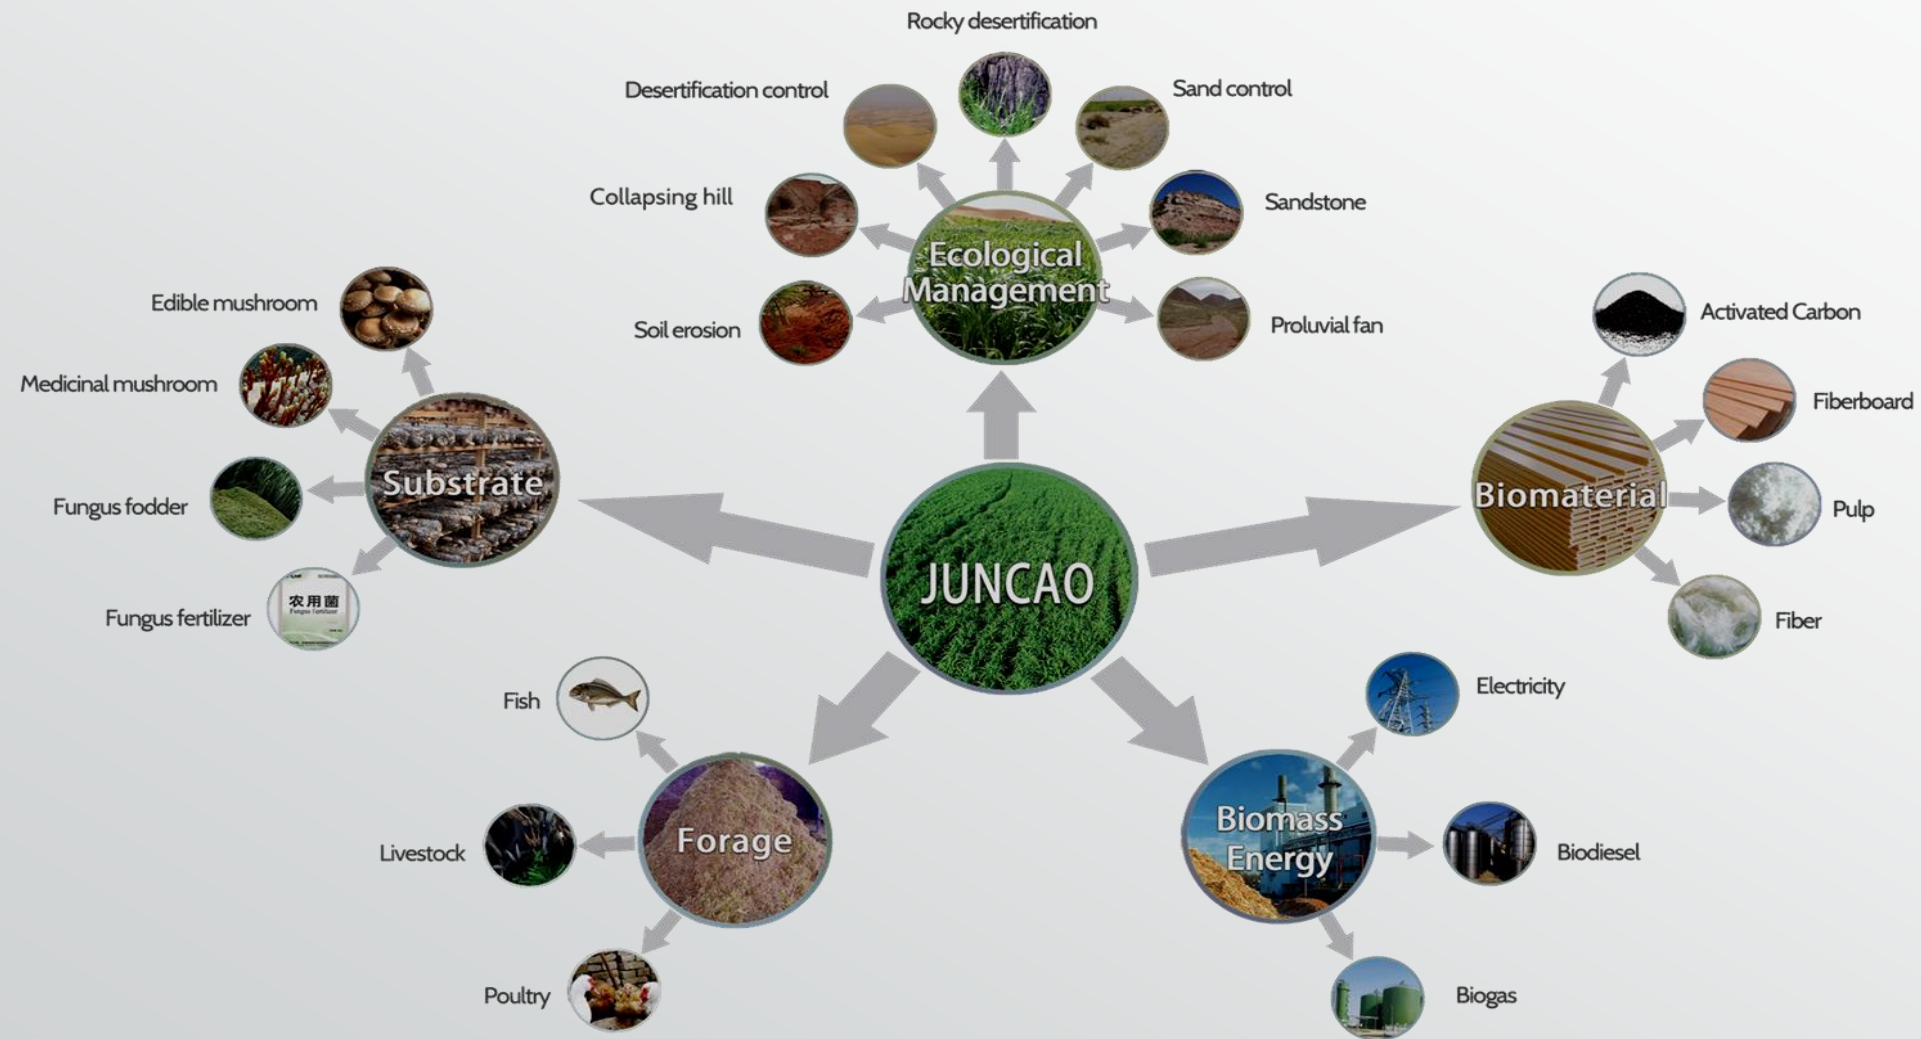 Rocky desertification
Desertification control
Sand control
Collapsing hill
Sandstone
Ecological
Management
Soil erosion
Proluvial fan
Edible mushroom
Medicinal mushroom
Substrate
Fungus fodder
Fungus fertilizer
农用菌
Fungus fertilizer
Activated Carbon
Fiberboard
Biomaterial
Pulp
Fiber
JUNCAO
Fish
Livestock
Forage
Poultry
Electricity
Biomass
Energy
Biodiesel
Biogas